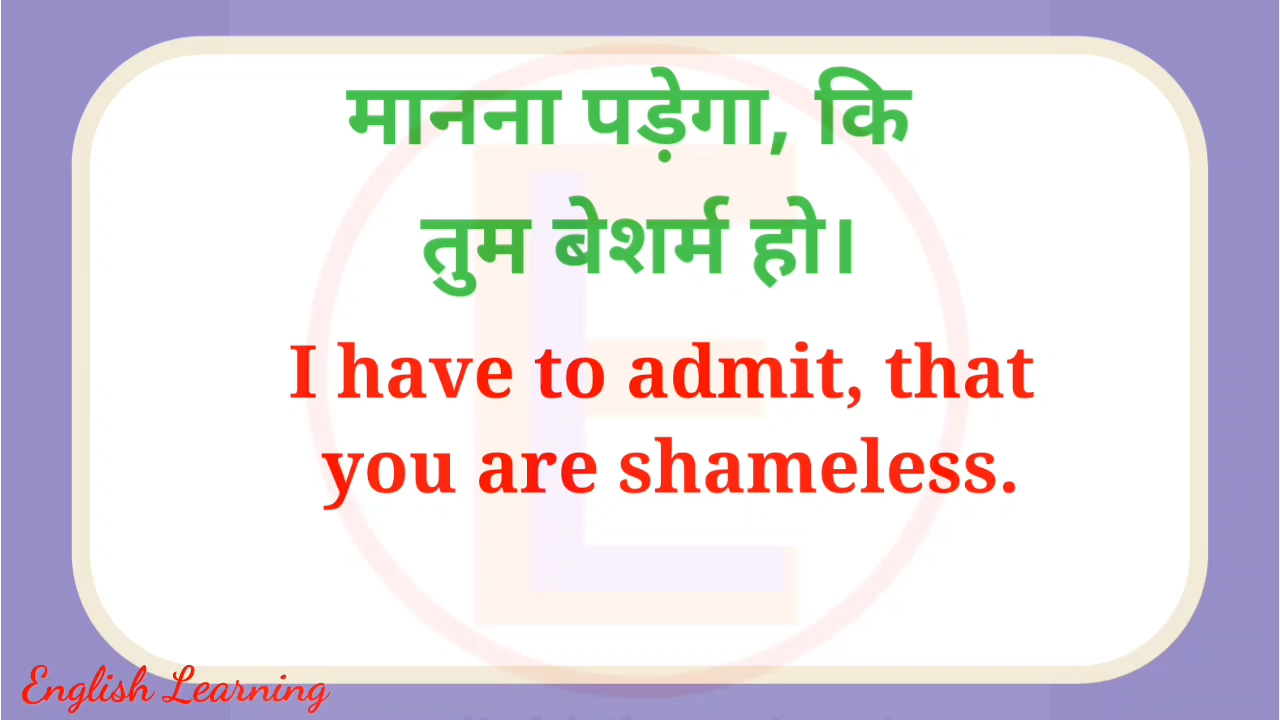 मानना पड़ेगा, कि
तुम बेशर्म हो।
I have to admit, that
you are shameless.
English Learning